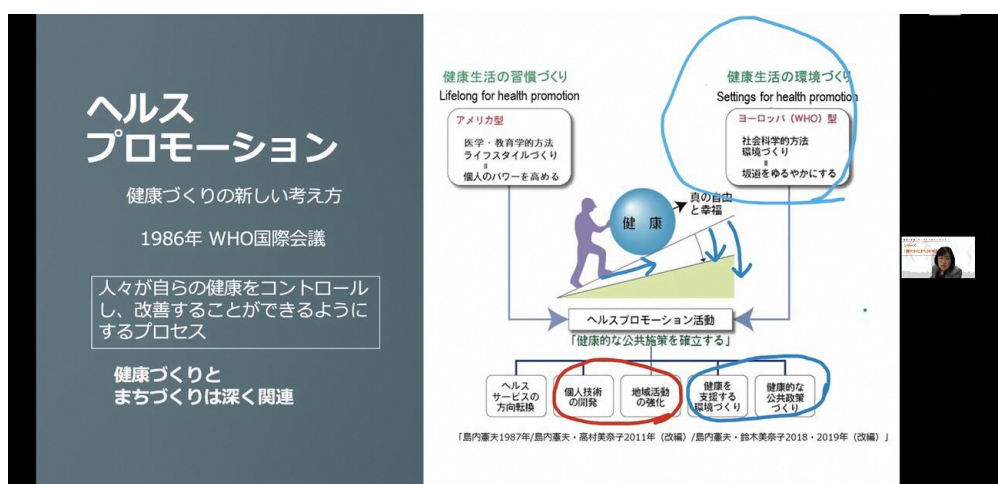 ヘルス
プロモーション
健康づくりの新しい考え方
1986年 WHO国際会議
人々が自らの健康をコントロール
し、改善することができるように
するプロセス
健康づくりと
まちづくりは深く関連
健康生活の習慣づくり
Lifelong for health promotion
アメリカ型
医学・教育学的方法
ライフスタイルづくり
=
個人のパワーを高める
健康生活の環境づくり
Settings for health promotion
ヨーロッパ（WHO）型
社会科学的方法
環境づくり
=
坂道をゆるやかにする
健 康
真の自由
と幸福
ヘルスプロモーション活動
「健康的な公共施策を確立する」
ヘルス
サービスの
方向転換
個人技術
の開発
地域活動
の強化
健康を
支援する
環境づくり
健康的な
公共政策
づくり
「島内憲夫1987年/島内憲夫・高村美奈子2011年（改編）/島内憲夫・鈴木美奈子2018・2019年（改編）」